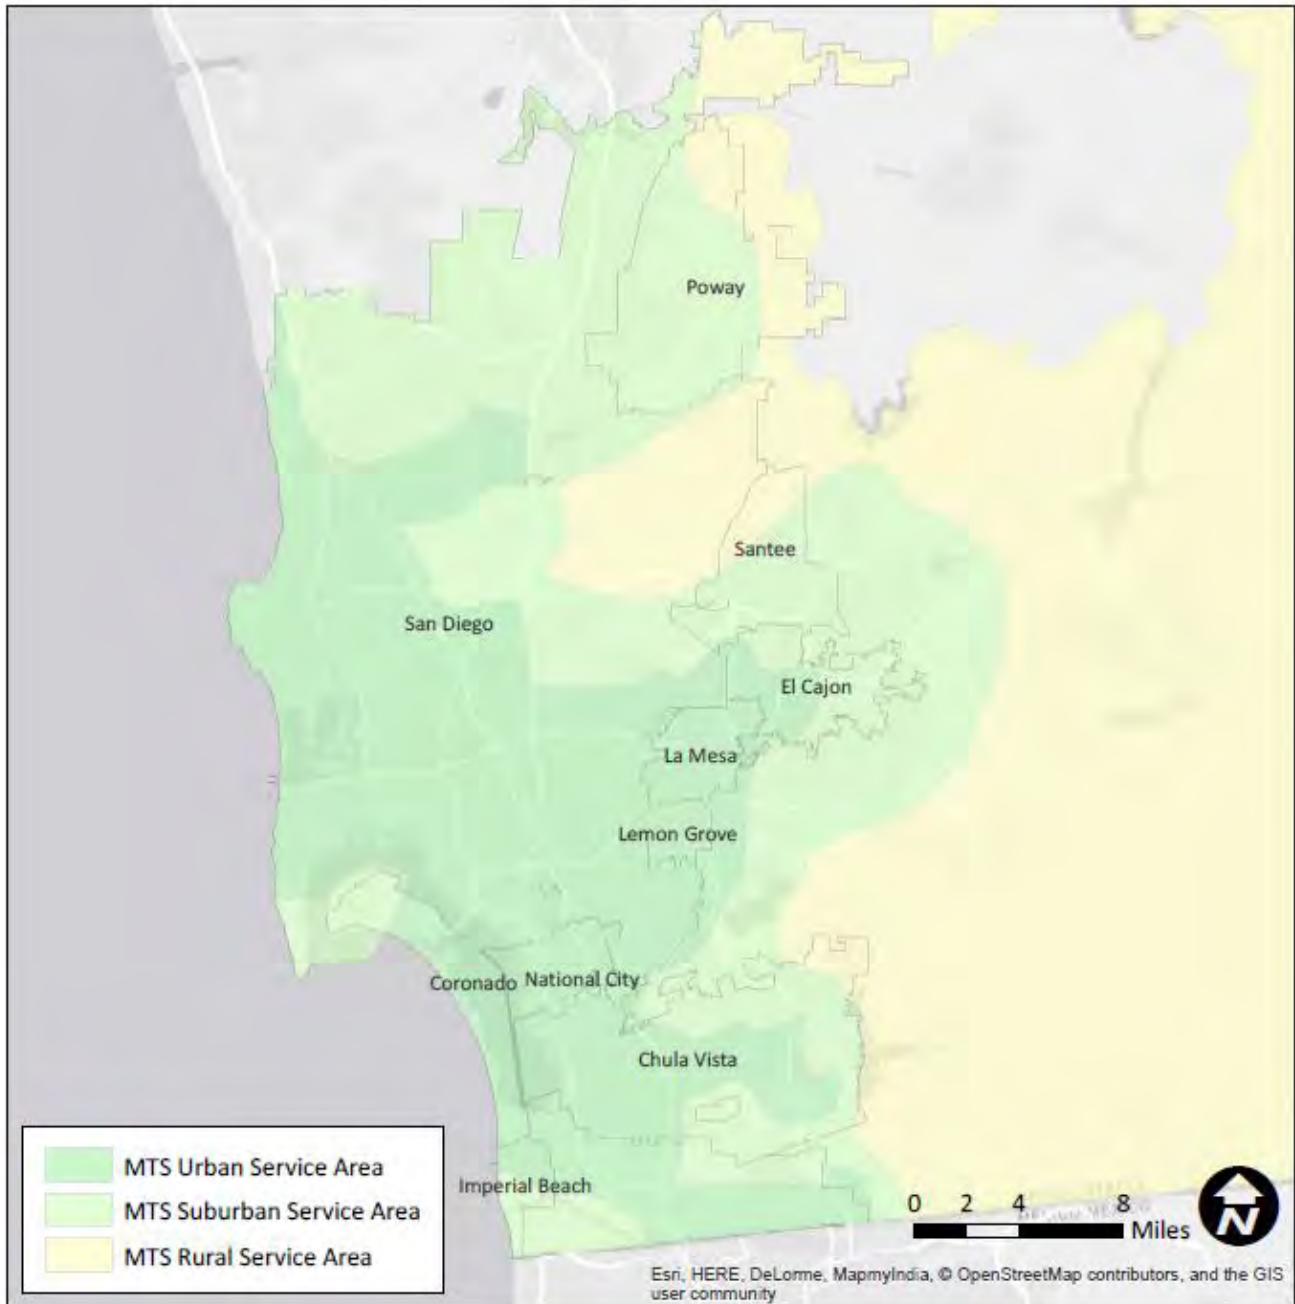 Poway
Santee
San Diego
El Cajon
La Mesa
Lemon Grove
Coronado
National City
Chula Vista
Imperial Beach
MTS Urban Service Area
MTS Suburban Service Area
MTS Rural Service Area
0 2 4 8
Miles
N
Esri, HERE, DeLorme, MapmyIndia, © OpenStreetMap contributors, and the GIS
user community